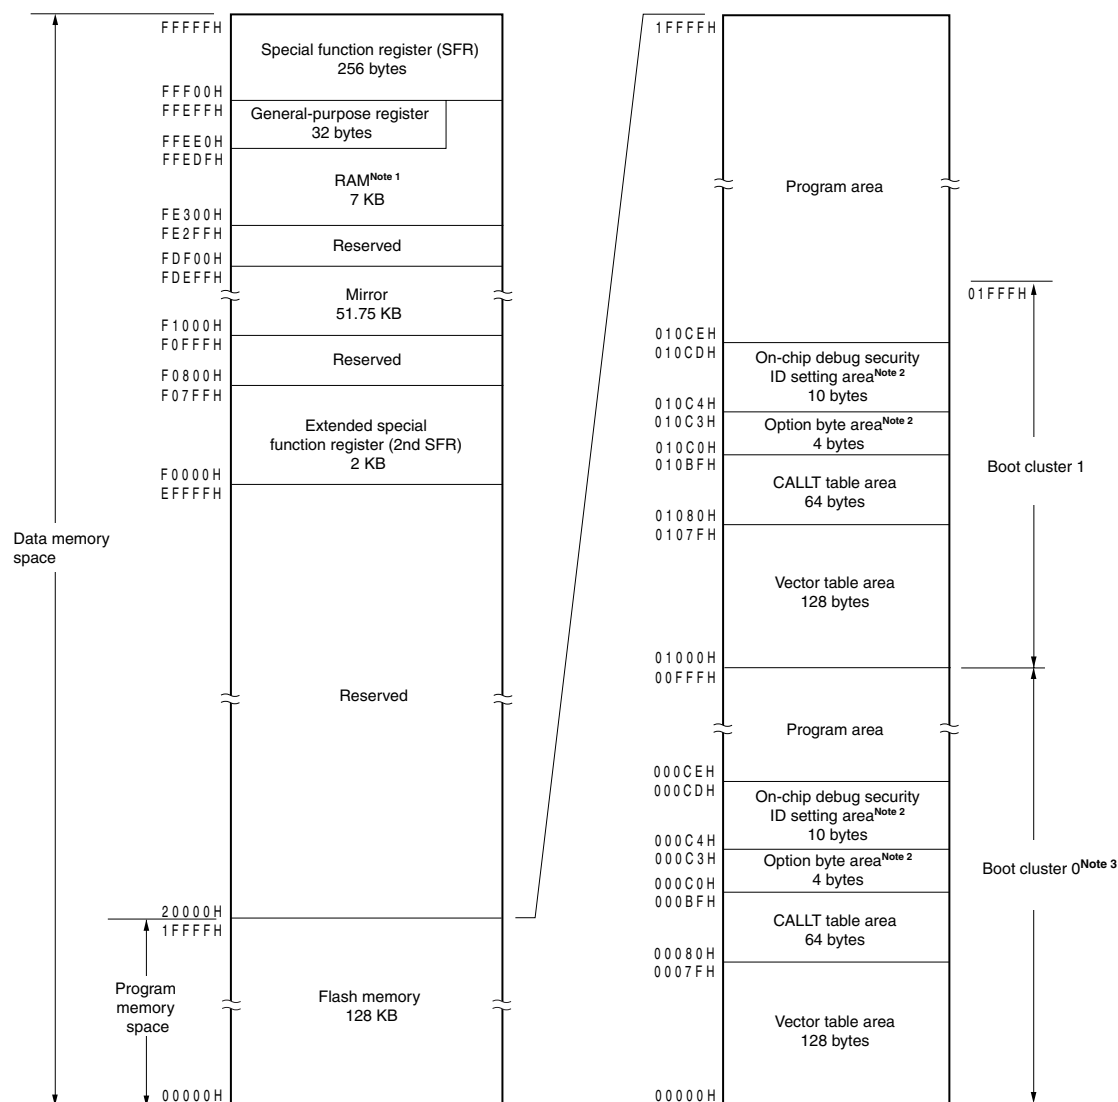 FFFFFH
Special function register (SFR)
256 bytes
FFF00H
FFEFFH
General-purpose register
32 bytes
FFEE0H
FFEDFH
RAMNote 1
7 KB
FE300H
FE2FFH
Reserved
FDF00H
FDEFFH
Mirror
51.75 KB
F1000H
F0FFFH
Reserved
F0800H
F07FFH
Extended special
function register (2nd SFR)
2 KB
F0000H
EFFFFH
Data memory
space
Reserved
20000H
1FFFFH
Program
memory
space
Flash memory
128 KB
00000H
1FFFFH
Program area
01FFFH
010CEH
010CDH
On-chip debug security
ID setting areaNote 2
10 bytes
010C4H
010C3H
Option byte areaNote 2
4 bytes
010C0H
010BFH
Boot cluster 1
CALLT table area
64 bytes
01080H
0107FH
Vector table area
128 bytes
01000H
00FFFH
Program area
000CEH
000CDH
On-chip debug security
ID setting areaNote 2
10 bytes
000C4H
000C3H
Option byte areaNote 2
4 bytes
Boot cluster 0Note 3
000C0H
000BFH
CALLT table area
64 bytes
00080H
0007FH
Vector table area
128 bytes
00000H